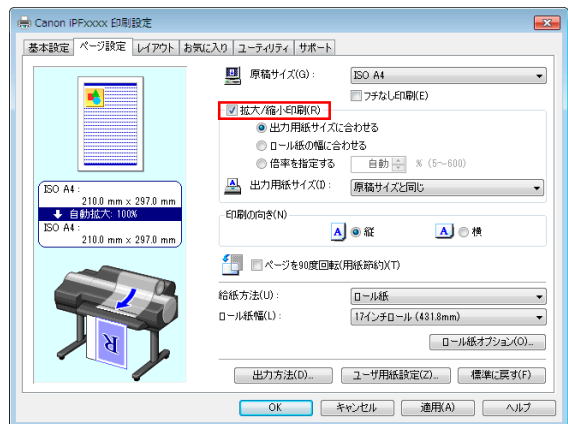 Canon iPFxxxx 印刷設定
基本設定 ページ設定 レイアウト お気に入り ユーティリティ サポート
原稿サイズ(G): ISO A4
フチなし印刷(E)
拡大/縮小印刷(R)
出力用紙サイズに合わせる
ロール紙の幅に合わせる
倍率を指定する 自動 % (5~600)
出力用紙サイズ(I): 原稿サイズと同じ
ISO A4 :
210.0 mm x 297.0 mm
自動拡大: 100%
ISO A4 :
210.0 mm x 297.0 mm
印刷の向き(N)
A 縦 A 横
ページを90度回転(用紙節約)(T)
給紙方法(U): ロール紙
ロール紙幅(L): 17インチロール (431.8mm)
R
ロール紙オプション(O)...
出力方法(D)... ユーザ用紙設定(Z)... 標準に戻す(F)
OK キャンセル 適用(A) ヘルプ